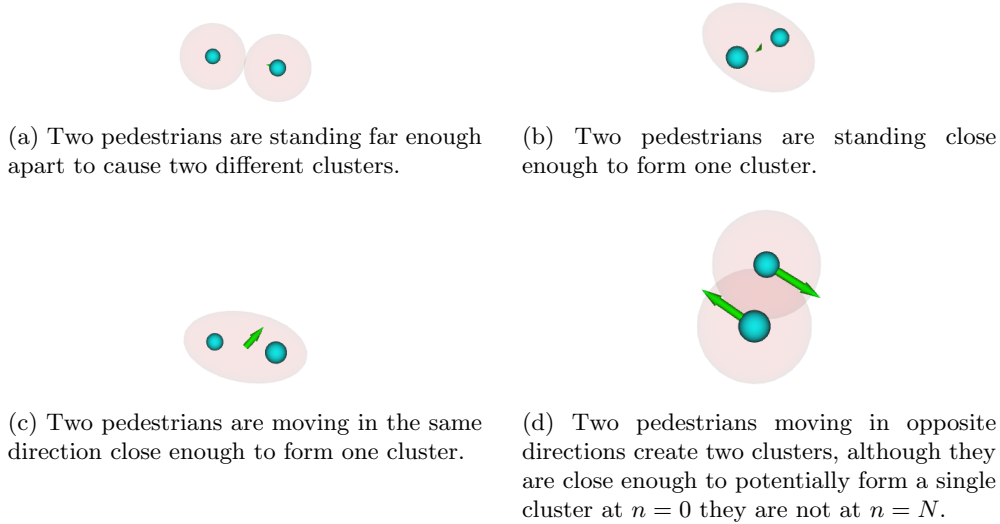 (a) Two pedestrians are standing far enough
apart to cause two different clusters.
(b) Two pedestrians are standing close
enough to form one cluster.
(c) Two pedestrians are moving in the same
direction close enough to form one cluster.
(d) Two pedestrians moving in opposite
directions create two clusters, although they
are close enough to potentially form a single
cluster at n = 0 they are not at n = N.